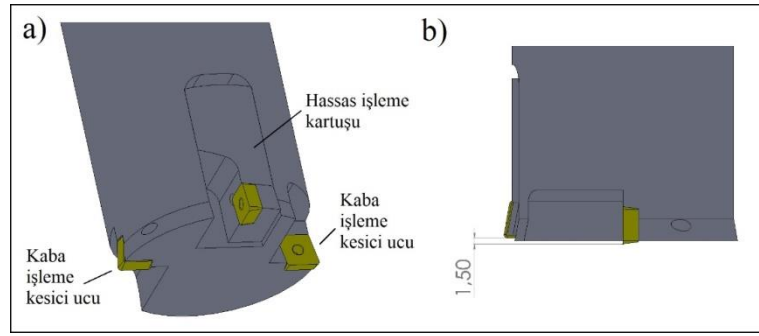 a)
b)
Hassas işleme
kartuşu
Kaba
işleme
kesici ucu
Kaba
işleme
kesici ucu
1,50